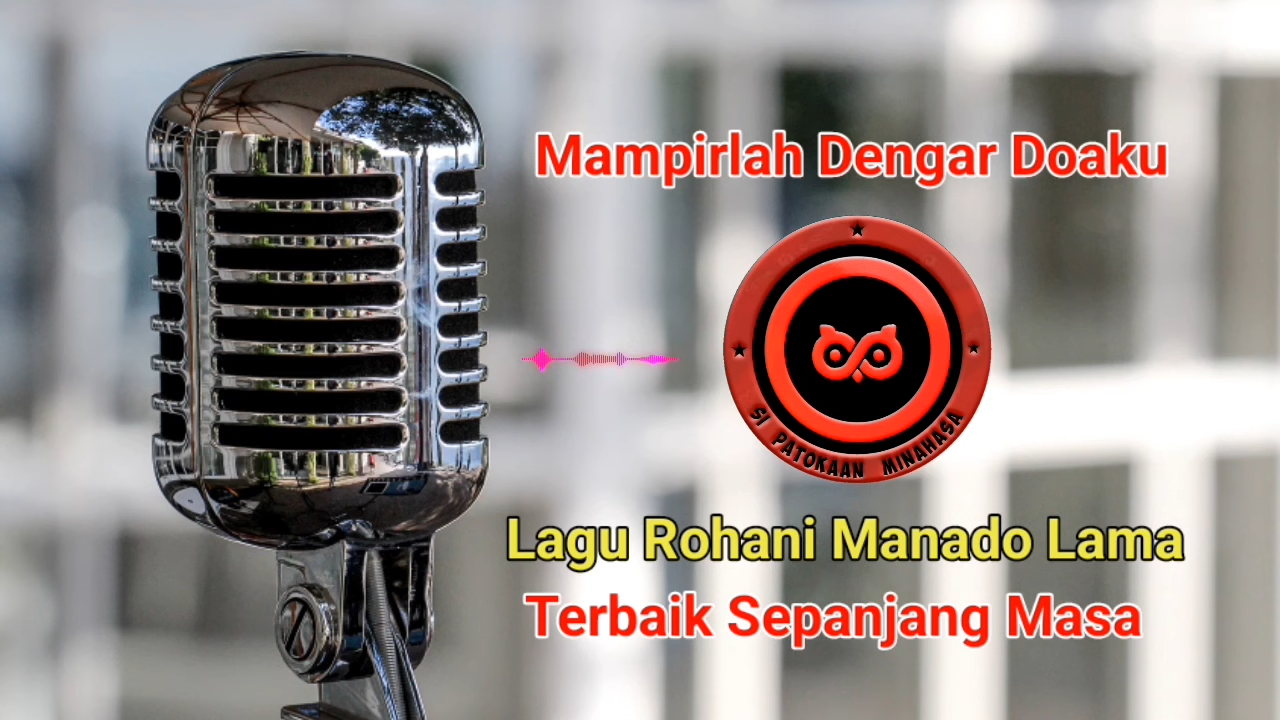 Mampirlah Dengar Doaku
SI PATOKAAN MINAHASA
Lagu Rohani Manado Lama
Terbaik Sepanjang Masa